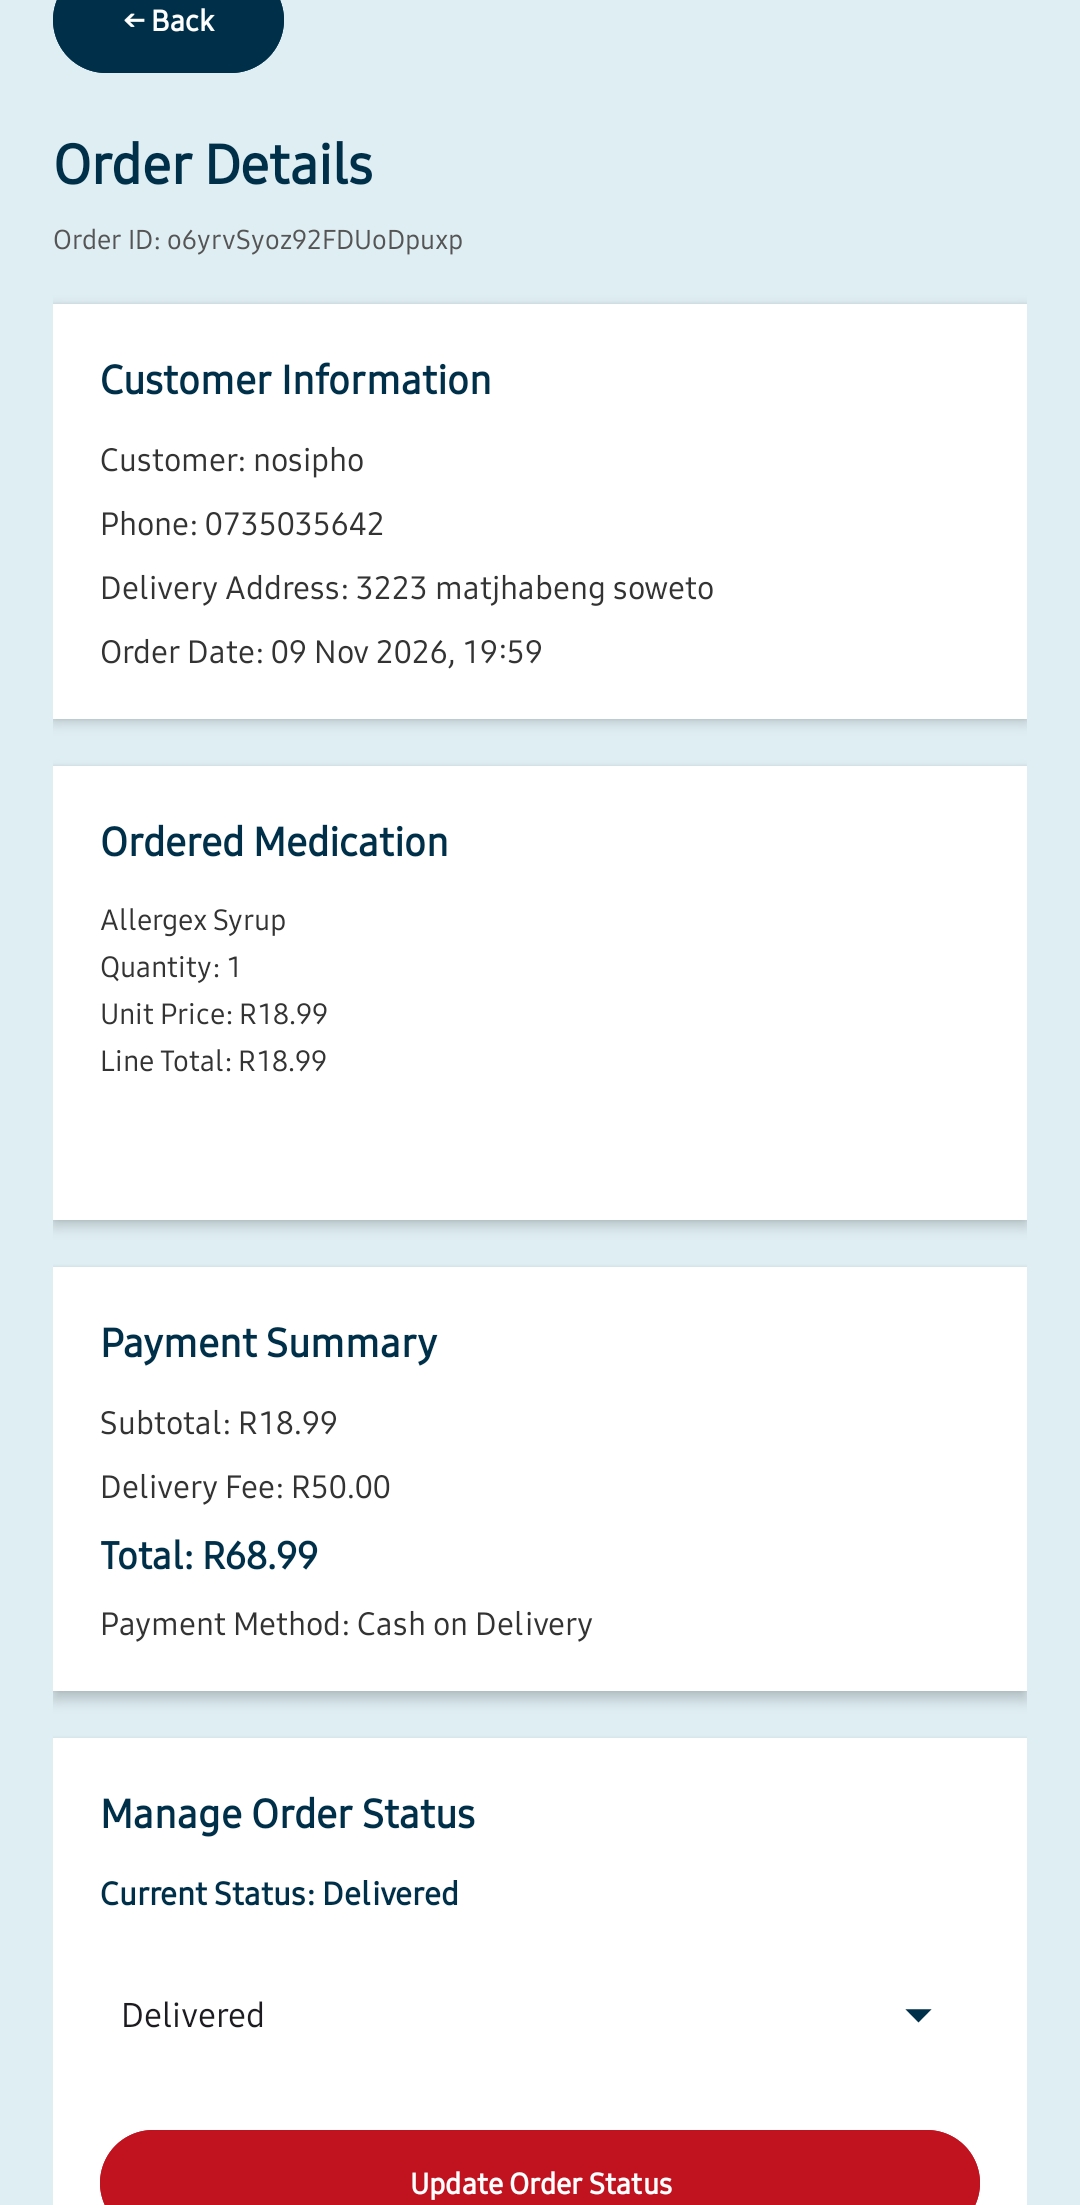 ← Back
Order Details
Order ID: o6yrvSyoz92FDUoDpuxp
Customer Information
Customer: nosipho
Phone: 0735035642
Delivery Address: 3223 matjhabeng soweto
Order Date: 09 Nov 2026, 19:59
Ordered Medication
Allergex Syrup
Quantity: 1
Unit Price: R18.99
Line Total: R18.99
Payment Summary
Subtotal: R18.99
Delivery Fee: R50.00
Total: R68.99
Payment Method: Cash on Delivery
Manage Order Status
Current Status: Delivered
Delivered
Update Order Status